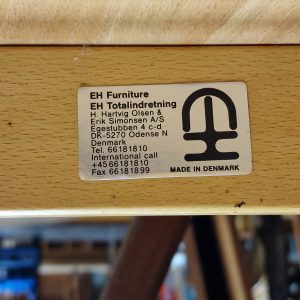 EH Furniture
EH Totalindretning
H. Hartvig Olsen &
Erik Simonsen A/S
Egestubben 4 c-d
DK-5270 Odense N
Denmark
Tel. 66181810
International call
+4566181810
Fax 66181899
MADE IN DENMARK